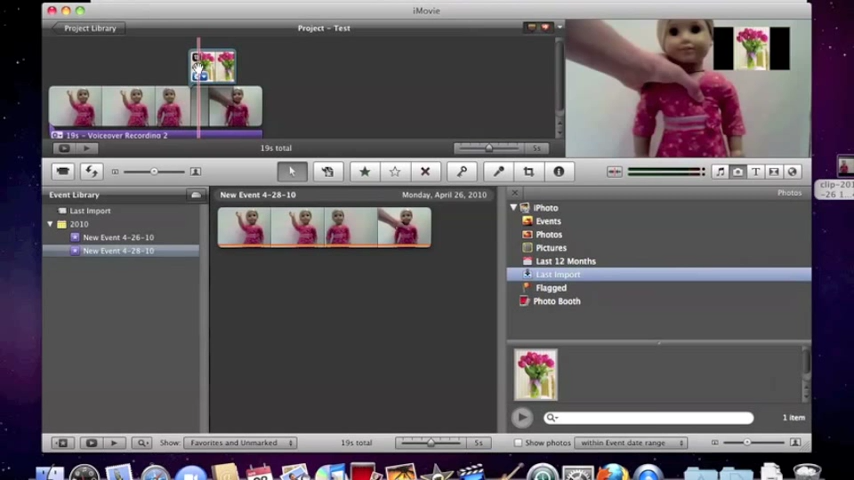 iMovie
Project Library
Project - Test
19s - Voiceover Recording 2
19s total
5s
Event Library
Last Import
2010
New Event 4-26-10
New Event 4-28-10
New Event 4-28-10
Monday, April 26, 2010
Photos
iPhoto
Events
Photos
Pictures
Last 12 Months
Last Import
Flagged
Photo Booth
1 item
Show:
Favorites and Unmarked
19s total
5s
Show photos
within Event date range